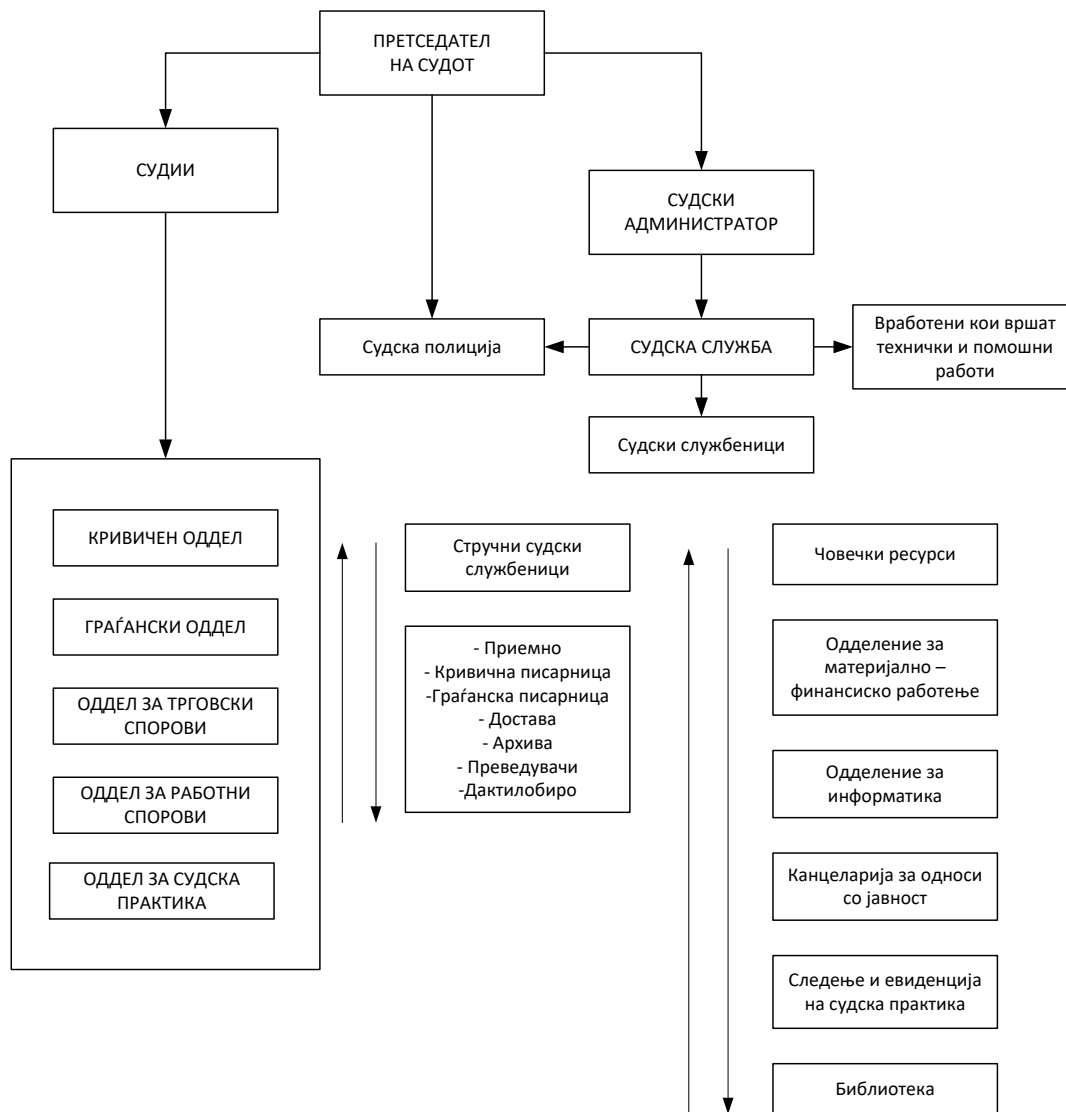 ПРЕТСЕДАТЕЛ
НА СУДОТ
СУДИИ
СУДСКИ
АДМИНИСТРАТОР
Судска полиција
СУДСКА СЛУЖБА
Вработени кои вршат
технички и помошни
работи
Судски службеници
КРИВИЧЕН ОДДЕЛ
ГРАЃАНСКИ ОДДЕЛ
ОДДЕЛ ЗА ТРГОВСКИ
СПОРОВИ
ОДДЕЛ ЗА РАБОТНИ
СПОРОВИ
ОДДЕЛ ЗА СУДСКА
ПРАКТИКА
Стручни судски
службеници
- Приемно
- Кривична писарница
-Граѓанска писарница
- Достава
- Архива
- Преведувачи
-Дактилобиро
Човечки ресурси
Одделение за
материјално –
финансиско работење
Одделение за
информатика
Канцеларија за односи
со јавност
Следење и евиденција
на судска практика
Библиотека